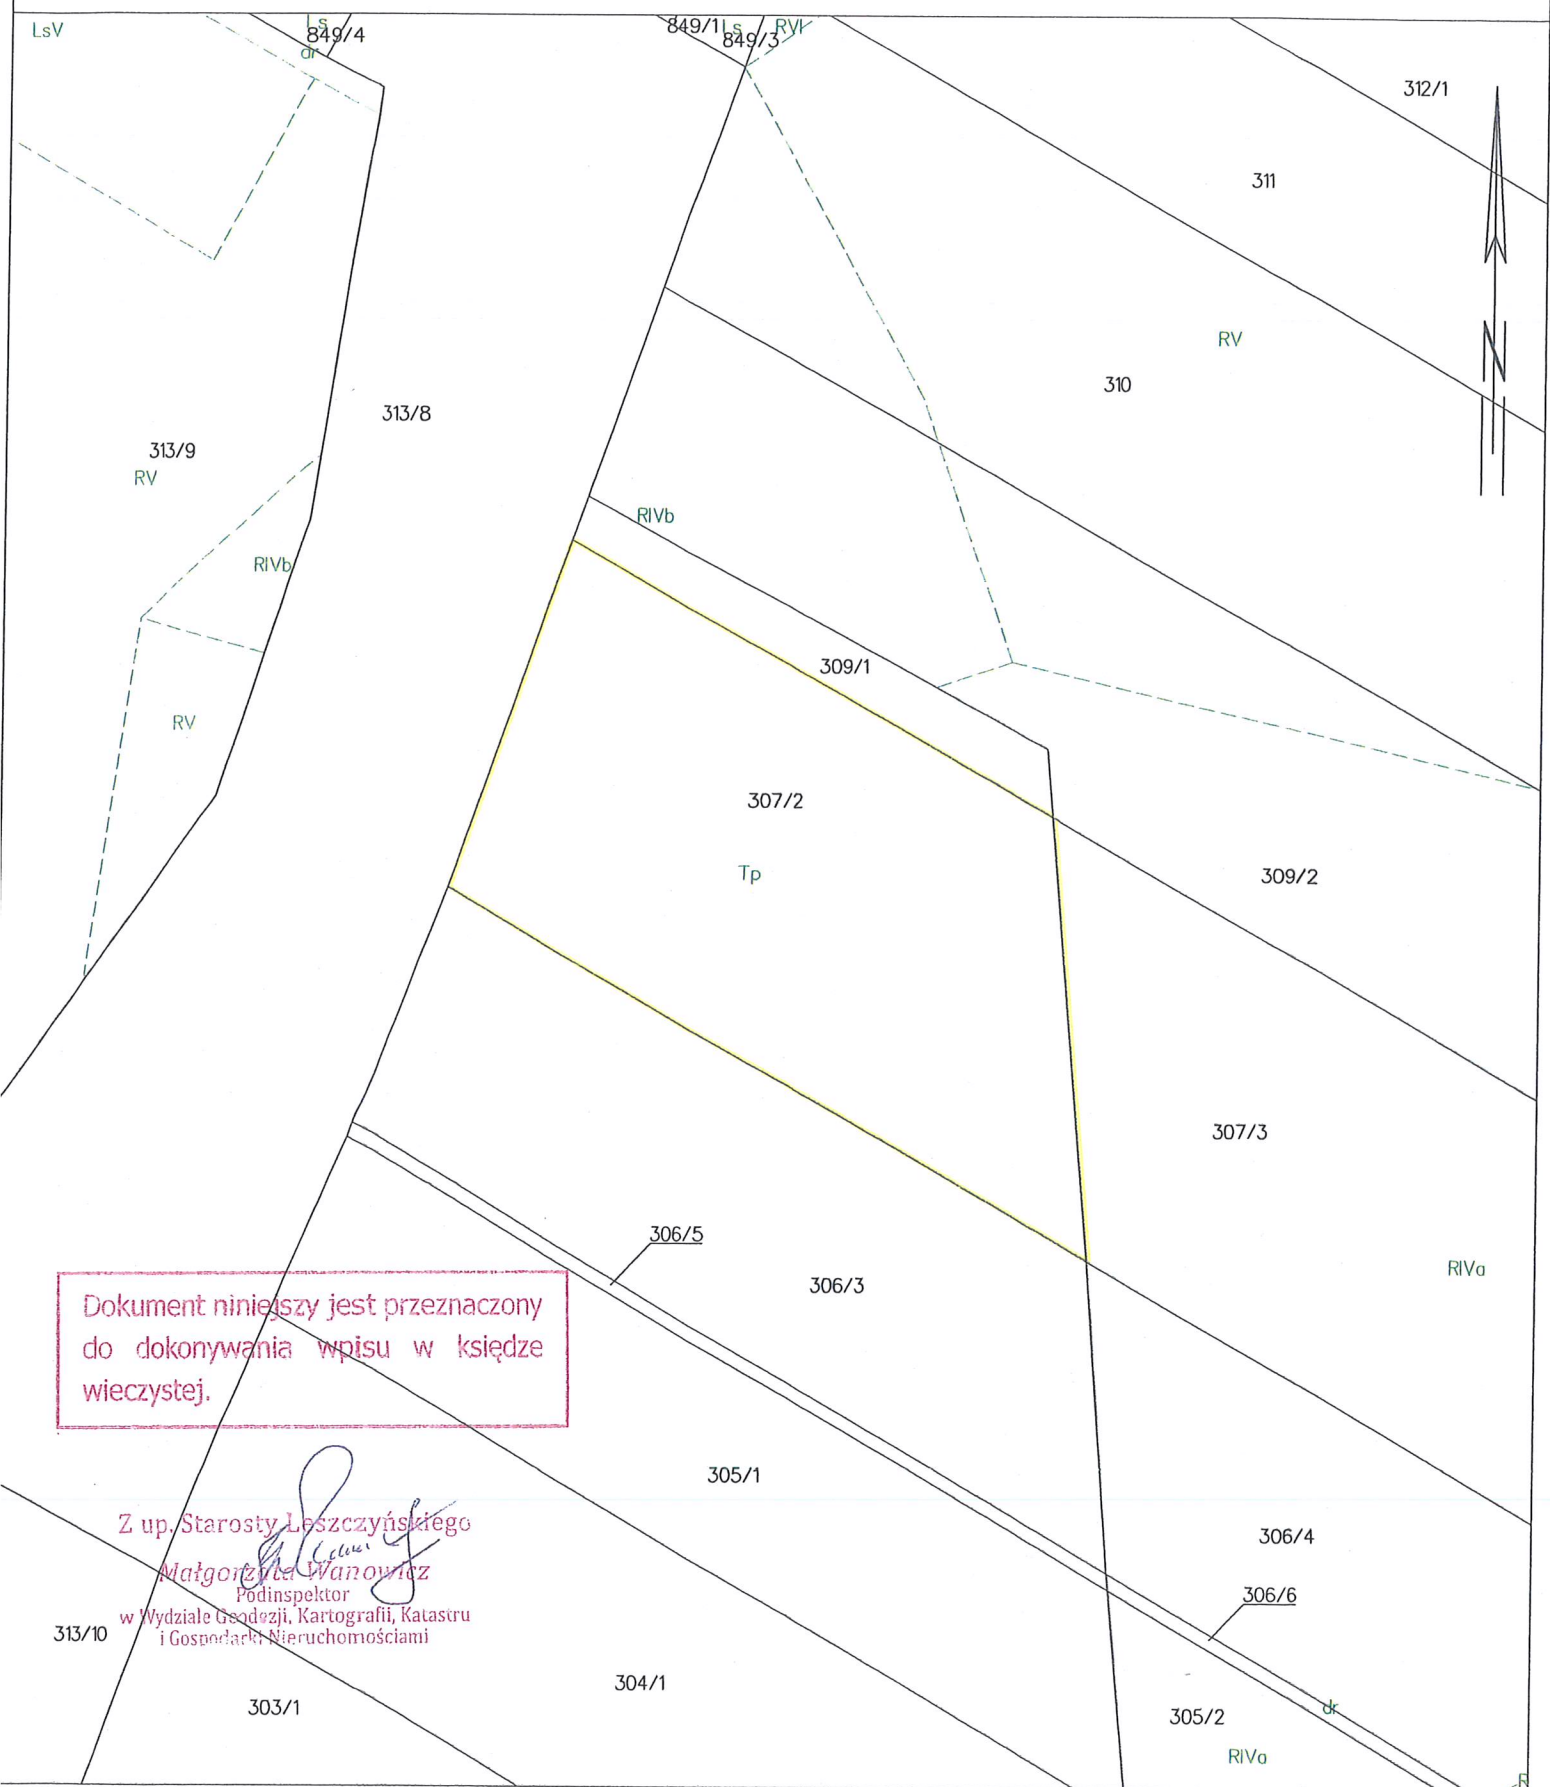 LsV
Ls
849/4
dr
849/1
Ls
849/3
RVI
312/1
311
RV
310
N
313/8
313/9
RV
RIVb
RIVb
309/1
RV
307/2
Tp
309/2
307/3
306/5
306/3
RIVa
Dokument niniejszy jest przeznaczony
do dokonywania wpisu w księdze
wieczystej.
305/1
Z up. Starosty Leszczyńskiego
Małgorzata Wanowicz
Podinspektor
w Wydziale Geodezji, Kartografii, Katastru
i Gospodarki Nieruchomościami
306/4
306/6
313/10
304/1
303/1
305/2
dr
RIVa
R